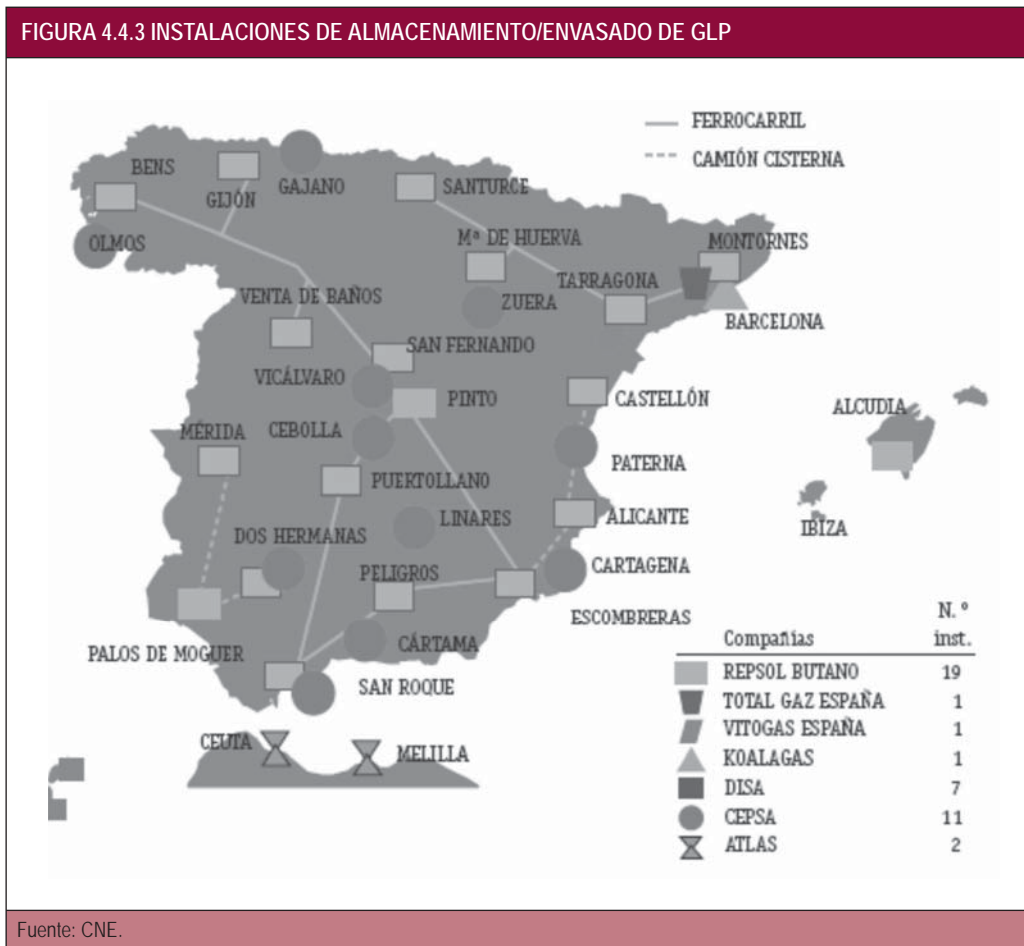 FIGURA 4.4.3 INSTALACIONES DE ALMACENAMIENTO/ENVASADO DE GLP
FERROCARRIL
CAMIÓN CISTERNA
BENS
GIJÓN
GAJANO
SANTURCE
OLMOS
Mª DE HUERVA
MONTORNES
TARRAGONA
ZUERA
BARCELONA
VENTA DE BAÑOS
SAN FERNANDO
VICÁLVARO
PINTO
CASTELLÓN
ALCUDIA
CEBOLLA
MÉRIDA
PATERNA
PUERTOLLANO
LINARES
ALICANTE
IBIZA
DOS HERMANAS
PELIGROS
CARTAGENA
ESCOMBRERAS
PALOS DE MOGUER
CÁRTAMA
SAN ROQUE
CEUTA
MELILLA
Compañias N.º inst.
REPSOL BUTANO 19
TOTAL GAZ ESPAÑA 1
VITOGAS ESPAÑA 1
KOALAGAS 1
DISA 7
CEPSA 11
ATLAS 2
Fuente: CNE.